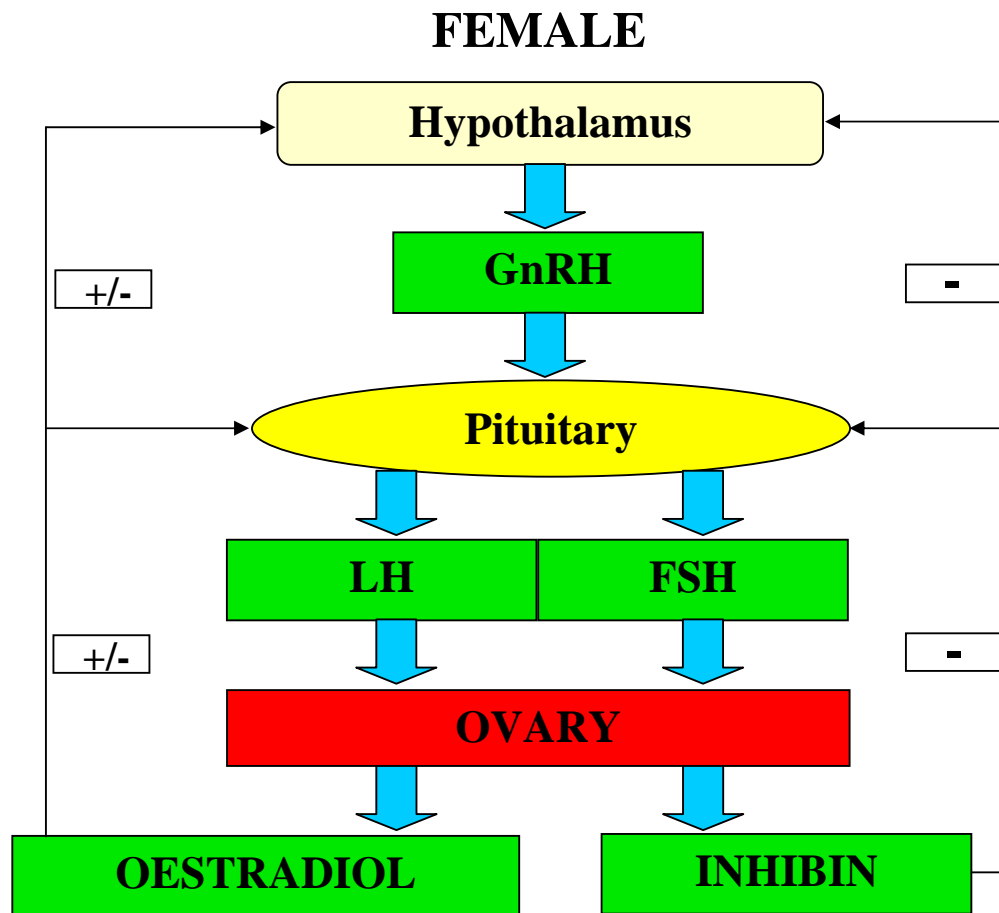 FEMALE
Hypothalamus
GnRH
+/-
-
Pituitary
LH
FSH
+/-
-
OVARY
OESTRADIOL
INHIBIN